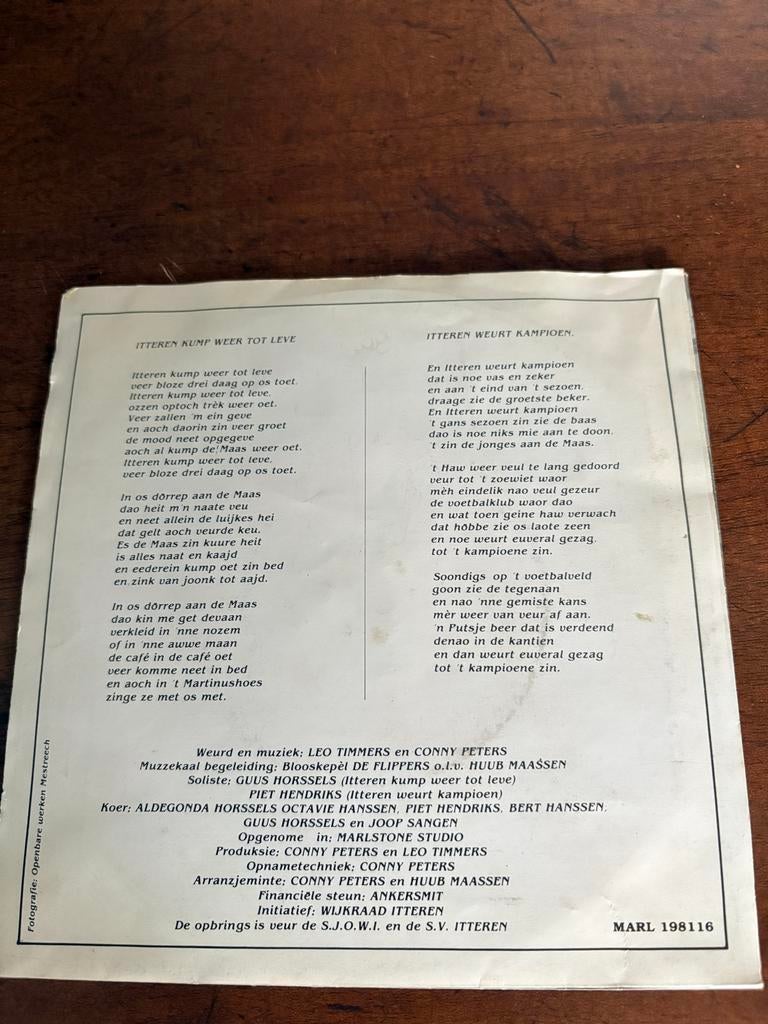 ITTEREN KUMP WEER TOT LEVE
Itteren kump weer tot leve
veer bloze drei daag op os toet.
Itteren kump weer tot leve,
ozzen optoch trèk weer oet.
Veer zallen 'm ein geve
en aoch daorin zin veer groet
de mood neet opgegeve
aoch al kump de Maas weer oet.
Itteren kump weer tot leve,
veer bloze drei daag op os toet.
In os dörrep aan de Maas
dao heit m'n naate veu
en neet allein de luijkes hei
dat gelt aoch veurde keu.
Es de Maas zin kuure heit
is alles naat en kaajd
en eederein kump oet zin bed
en zink van joonk tot aajd.
In os dörrep aan de Maas
dao kin me get devaan
verkleid in 'nne nozem
of in 'nne awwe maan
de café in de café oet
veer komme neet in bed
en aoch in 't Martinushoes
zinge ze met os met.
ITTEREN WEURT KAMPIOEN.
En Itteren weurt kampioen
dat is noe vas en zeker
en aan 't eind van 't sezoen,
draage zie de groetste beker.
En Itteren weurt kampioen
't gans sezoen zin zie de baas
dao is noe niks mie aan te doon.
't zin de jonges aan de Maas.
't Haw weer veul te lang gedoord
veur tot 't zoewiet waor
mèh eindelik nao veul gezeur
de voetbalklub waor dao
en wat toen geine haw verwach
dat höbbe zie os laote zeen
en noe weurt euveral gezag,
tot 't kampioene zin.
Soondigs op 't voetbalveld
goon zie de tegenaan
en nao 'nne gemiste kans
mèr weer van veur af aan.
'n Putsje beer dat is verdeend
denao in de kantien
en dan weurt euveral gezag
tot 't kampioene zin.
Weurd en muziek; LEO TIMMERS en CONNY PETERS
Muzzekaal begeleiding; Blooskepèl DE FLIPPERS o.l.v. HUUB MAASSEN
Soliste; GUUS HORSSELS (Itteren kump weer tot leve)
PIET HENDRIKS (Itteren weurt kampioen)
Koer; ALDEGONDA HORSSELS OCTAVIE HANSSEN, PIET HENDRIKS, BERT HANSSEN,
GUUS HORSSELS en JOOP SANGEN
Opgenome in; MARLSTONE STUDIO
Produksie; CONNY PETERS en LEO TIMMERS
Opnametechniek; CONNY PETERS
Arranzjeminte; CONNY PETERS en HUUB MAASSEN
Financiële steun; ANKERSMIT
Initiatief; WIJKRAAD ITTEREN
De opbrings is veur de S.J.O.W.I. en de S.V. ITTEREN
MARL 198116
Fotografie; Openbare werken Mestreech